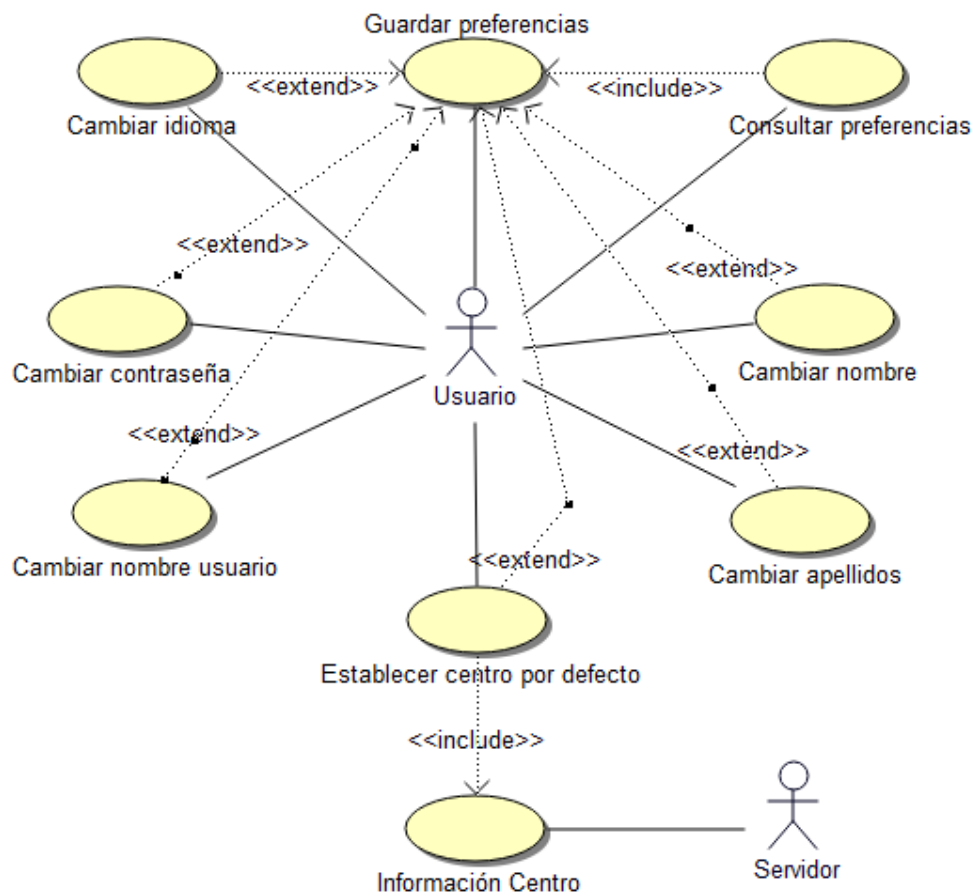 Guardar preferencias
<<extend>>
<<include>>
Cambiar idioma
Consultar preferencias
<<extend>>
<<extend>>
Cambiar contraseña
Cambiar nombre
Usuario
<<extend>>
<<extend>>
Cambiar nombre usuario
<<extend>>
Cambiar apellidos
Establecer centro por defecto
<<include>>
Información Centro
Servidor